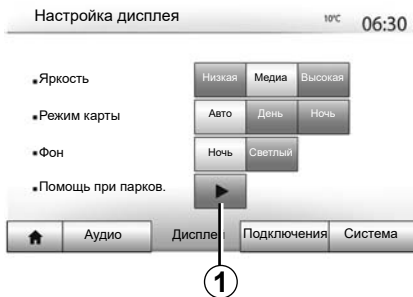 Настройка дисплея 10°C 06:30
Яркость Низкая Медиа Высокая
Режим карты Авто День Ночь
Фон Ночь Светлый
Помощь при парков.
Аудио Дисплей Подключения Система
1